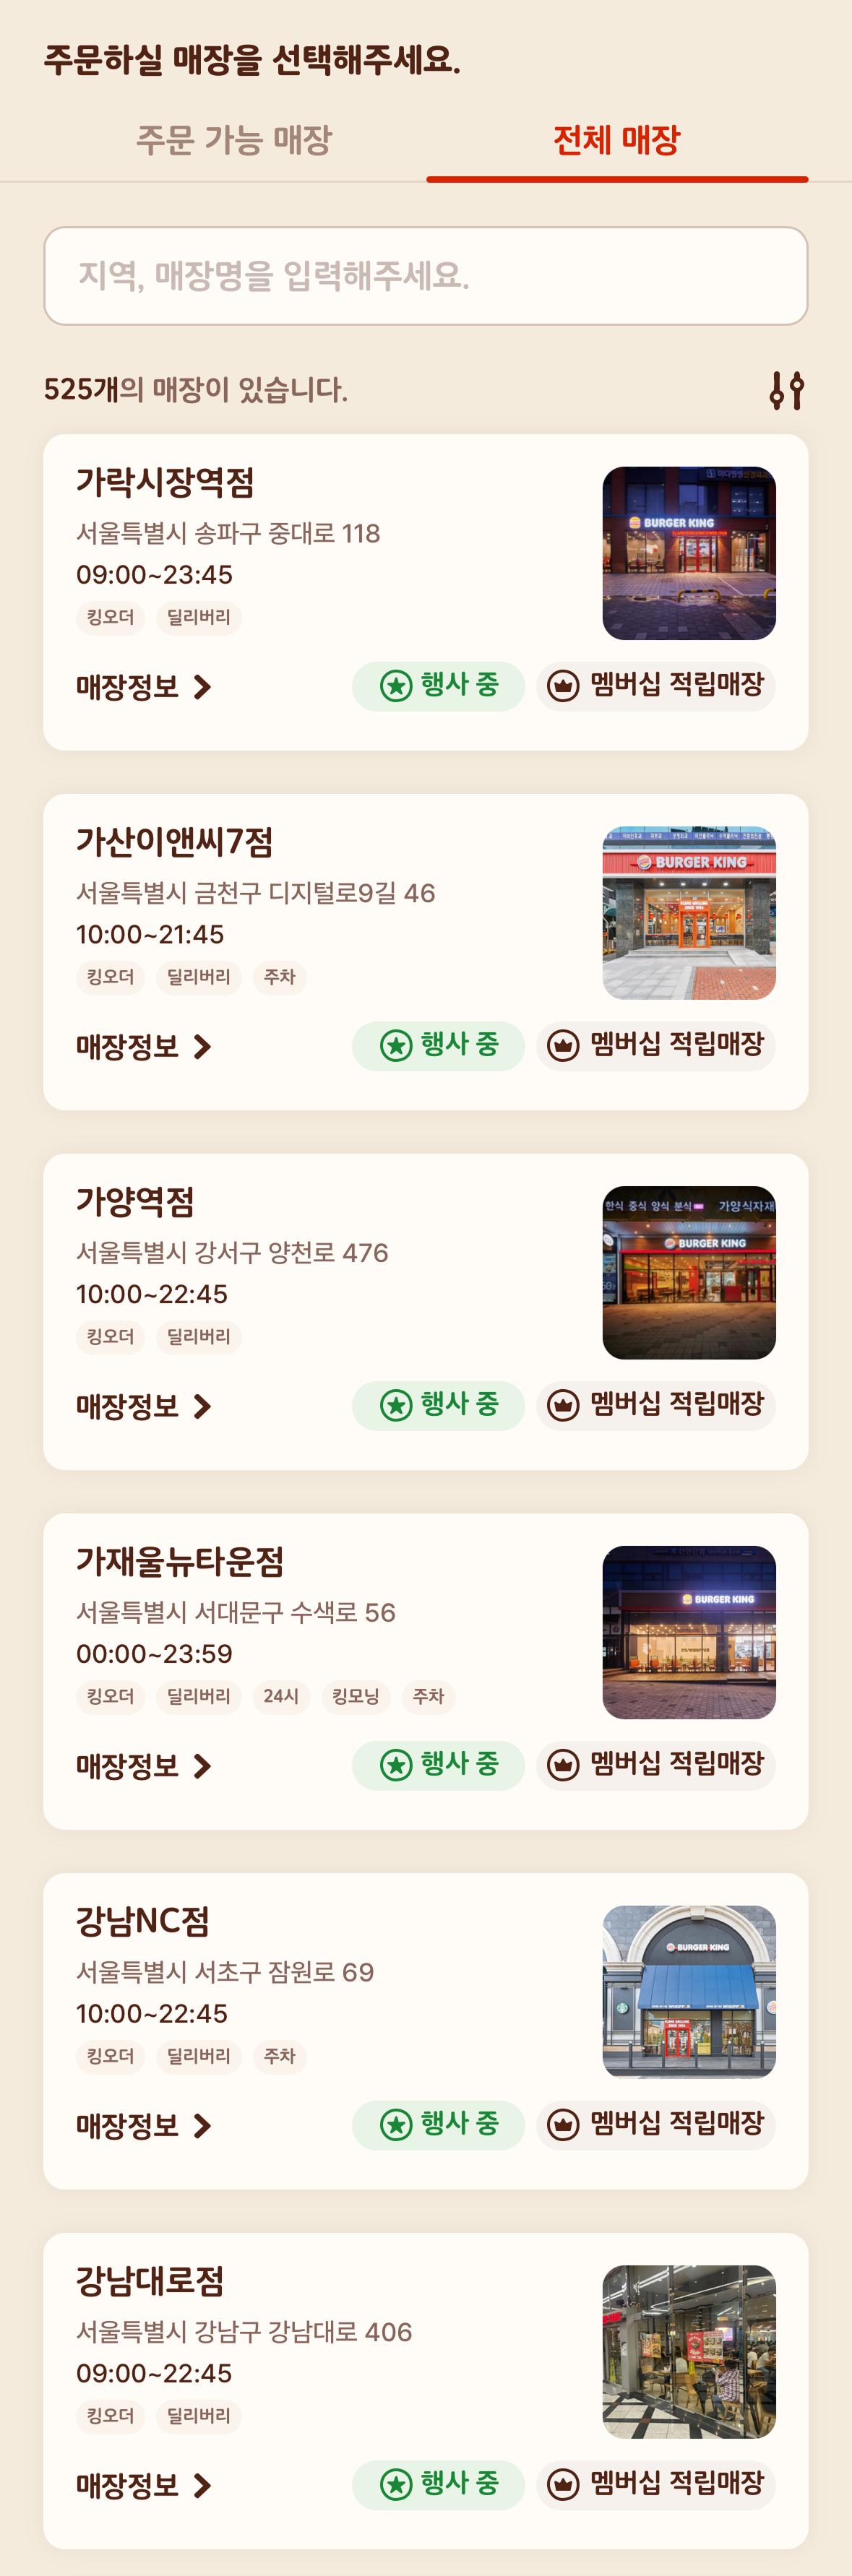 주문하실 매장을 선택해주세요.
주문 가능 매장 전체 매장
지역, 매장명을 입력해주세요.
525개의 매장이 있습니다.
가락시장역점
서울특별시 송파구 중대로 118
09:00~23:45
킹오더 딜리버리
BURGER KING
매장정보 행사 중 멤버십 적립매장
가산이앤씨7점
서울특별시 금천구 디지털로9길 46
10:00~21:45
킹오더 딜리버리 주차
BURGER KING
매장정보 행사 중 멤버십 적립매장
가양역점
서울특별시 강서구 양천로 476
10:00~22:45
킹오더 딜리버리
한식 중식 양식 분식 가양식자재
BURGER KING
매장정보 행사 중 멤버십 적립매장
가재울뉴타운점
서울특별시 서대문구 수색로 56
00:00~23:59
킹오더 딜리버리 24시 킹모닝 주차
BURGER KING
매장정보 행사 중 멤버십 적립매장
강남NC점
서울특별시 서초구 잠원로 69
10:00~22:45
킹오더 딜리버리 주차
BURGER KING
매장정보 행사 중 멤버십 적립매장
강남대로점
서울특별시 강남구 강남대로 406
09:00~22:45
킹오더 딜리버리
매장정보 행사 중 멤버십 적립매장